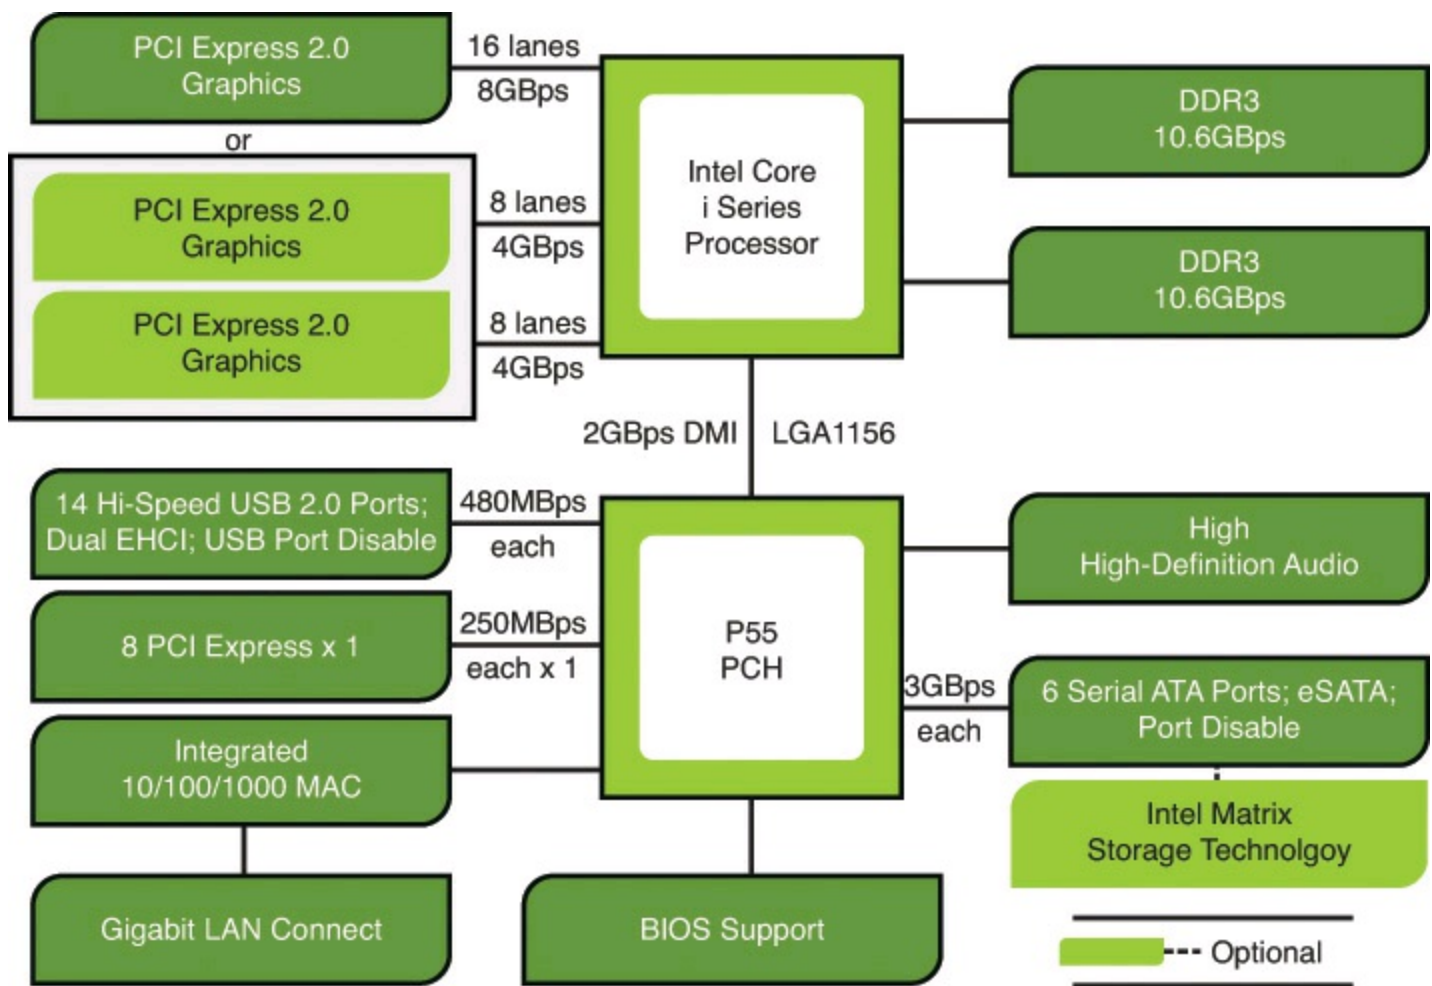 PCI Express 2.0
Graphics
16 lanes
8GBps
or
PCI Express 2.0
Graphics
8 lanes
4GBps
PCI Express 2.0
Graphics
8 lanes
4GBps
Intel Core
i Series
Processor
DDR3
10.6GBps
DDR3
10.6GBps
2GBps DMI
LGA1156
14 Hi-Speed USB 2.0 Ports;
Dual EHCI; USB Port Disable
480MBps
each
8 PCI Express x 1
250MBps
each x 1
Integrated
10/100/1000 MAC
Gigabit LAN Connect
P55
PCH
BIOS Support
High
High-Definition Audio
3GBps
each
6 Serial ATA Ports; eSATA;
Port Disable
Intel Matrix
Storage Technolgoy
Optional